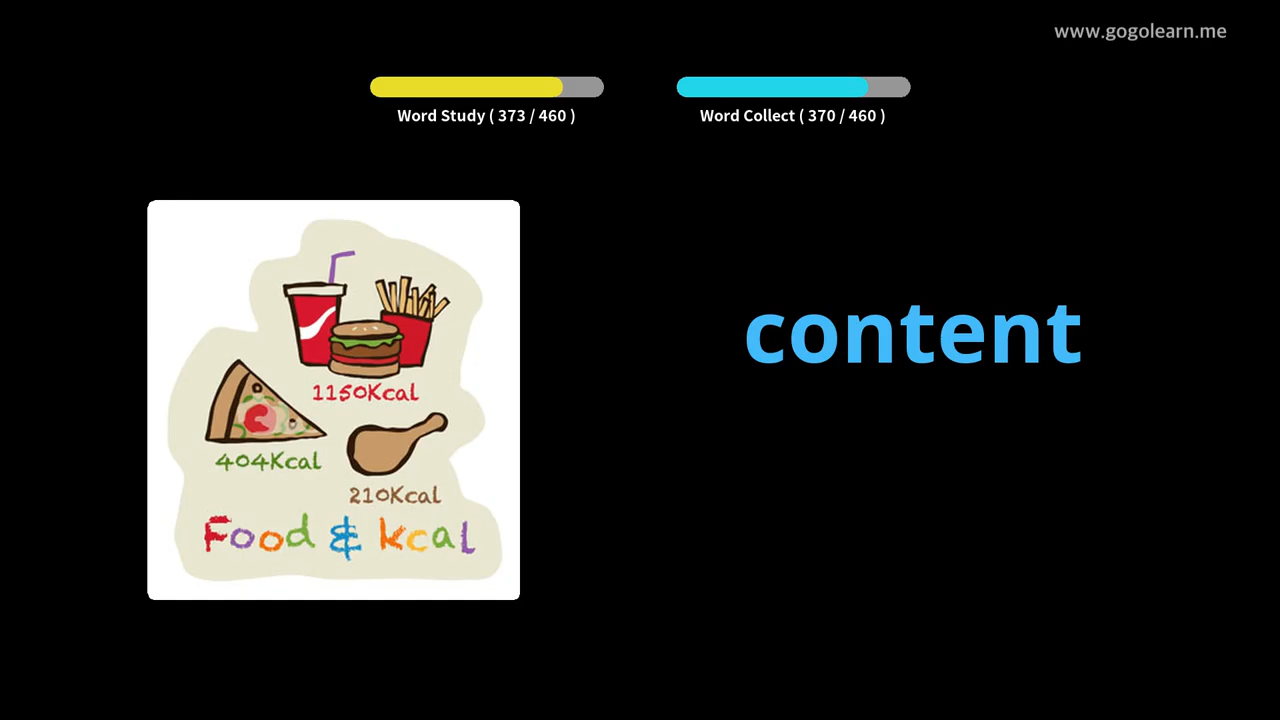 www.gogolearn.me
Word Study ( 373 / 460 )
Word Collect ( 370 / 460 )
content
1150Kcal
404Kcal
210Kcal
Food & kcal